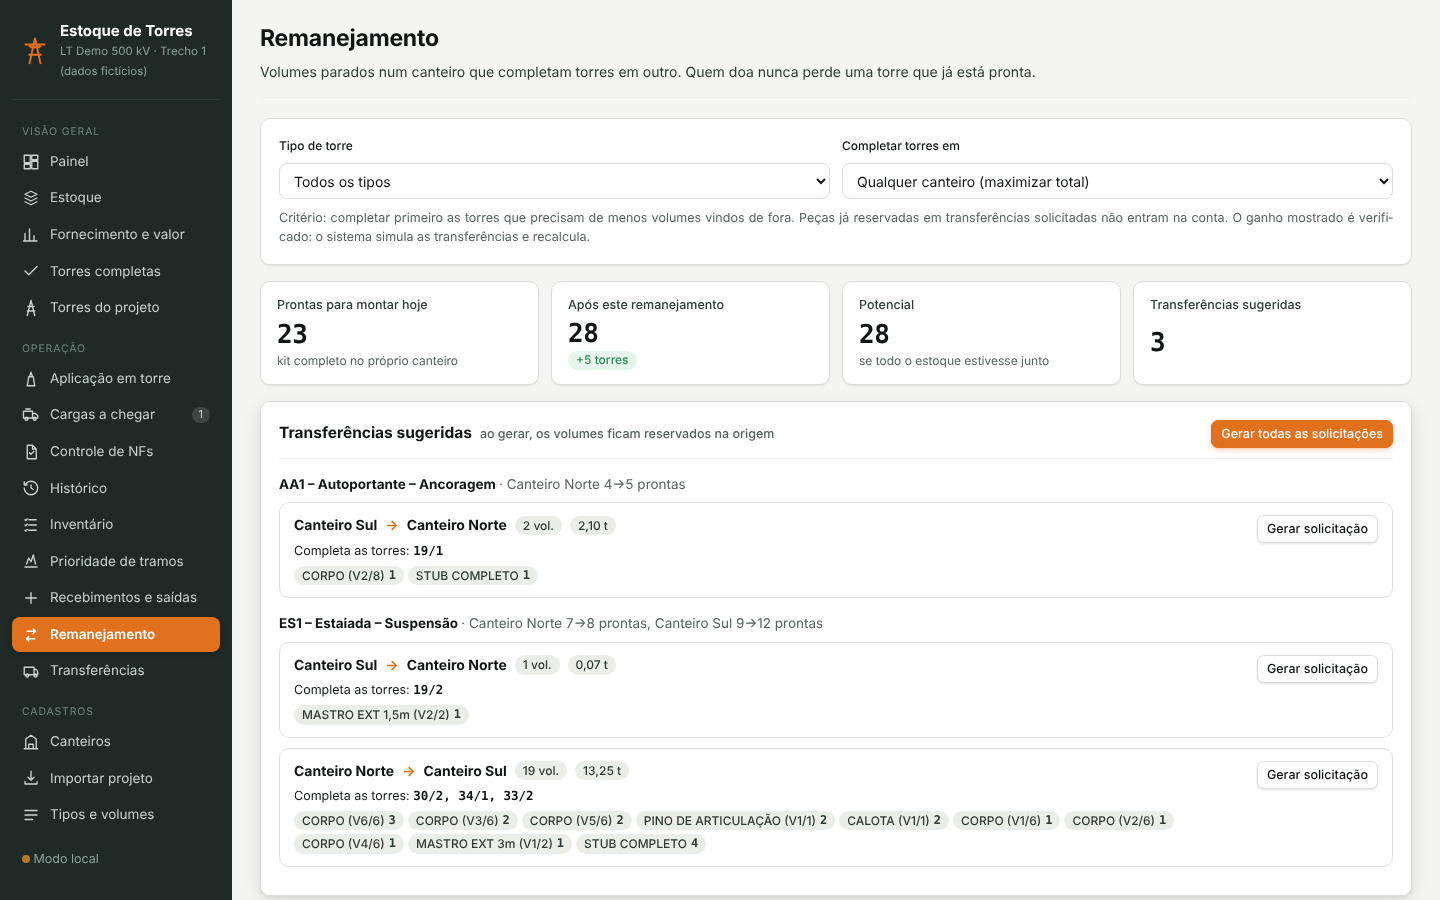 Estoque de Torres
LT Demo 500 kV · Trecho 1
(dados fictícios)
VISÃO GERAL
Painel
Estoque
Fornecimento e valor
Torres completas
Torres do projeto
OPERAÇÃO
Aplicação em torre
Cargas a chegar 1
Controle de NFs
Histórico
Inventário
Prioridade de tramos
Recebimentos e saídas
Remanejamento
Transferências
CADASTROS
Canteiros
Importar projeto
Tipos e volumes
Modo local
Remanejamento
Volumes parados num canteiro que completam torres em outro. Quem doa nunca perde uma torre que já está pronta.
Tipo de torre
Todos os tipos
Completar torres em
Qualquer canteiro (maximizar total)
Critério: completar primeiro as torres que precisam de menos volumes vindos de fora. Peças já reservadas em transferências solicitadas não entram na conta. O ganho mostrado é verifi-
cado: o sistema simula as transferências e recalcula.
Prontas para montar hoje
23
kit completo no próprio canteiro
Após este remanejamento
28
+5 torres
Potencial
28
se todo o estoque estivesse junto
Transferências sugeridas
3
Transferências sugeridas ao gerar, os volumes ficam reservados na origem
Gerar todas as solicitações
AA1 – Autoportante – Ancoragem · Canteiro Norte 4→5 prontas
Canteiro Sul → Canteiro Norte 2 vol. 2,10 t
Gerar solicitação
Completa as torres: 19/1
CORPO (V2/8) 1 STUB COMPLETO 1
ES1 – Estaiada – Suspensão · Canteiro Norte 7→8 prontas, Canteiro Sul 9→12 prontas
Canteiro Sul → Canteiro Norte 1 vol. 0,07 t
Gerar solicitação
Completa as torres: 19/2
MASTRO EXT 1,5m (V2/2) 1
Canteiro Norte → Canteiro Sul 19 vol. 13,25 t
Gerar solicitação
Completa as torres: 30/2, 34/1, 33/2
CORPO (V6/6) 3 CORPO (V3/6) 2 CORPO (V5/6) 2 PINO DE ARTICULAÇÃO (V1/1) 2 CALOTA (V1/1) 2 CORPO (V1/6) 1 CORPO (V2/6) 1
CORPO (V4/6) 1 MASTRO EXT 3m (V1/2) 1 STUB COMPLETO 4